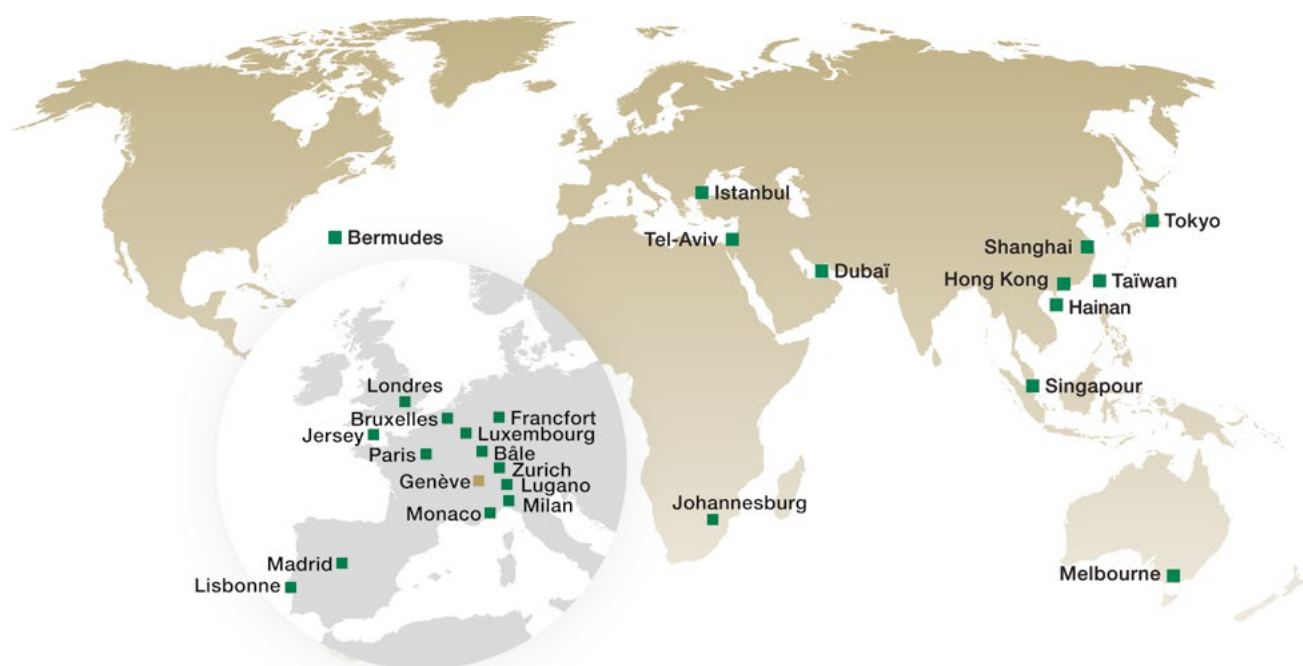 Istanbul
Bermudes
Tel-Aviv
Tokyo
Shanghai
Dubaï
Hong Kong
Taïwan
Hainan
Singapour
Londres
Bruxelles
Francfort
Jersey
Luxembourg
Paris
Bâle
Zurich
Genève
Lugano
Milan
Monaco
Johannesburg
Madrid
Lisbonne
Melbourne